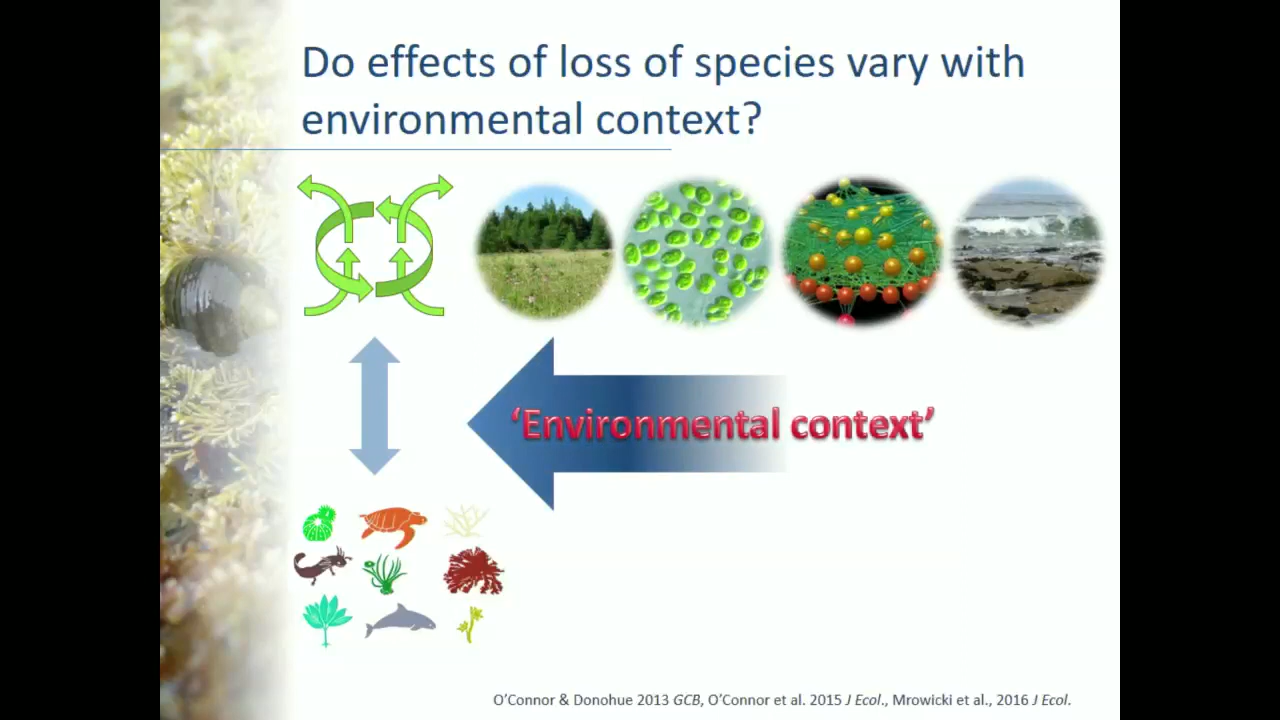 Do effects of loss of species vary with
environmental context?
‘Environmental context’
O’Connor & Donohue 2013 GCB, O’Connor et al. 2015 J Ecol., Mrowicki et al., 2016 J Ecol.